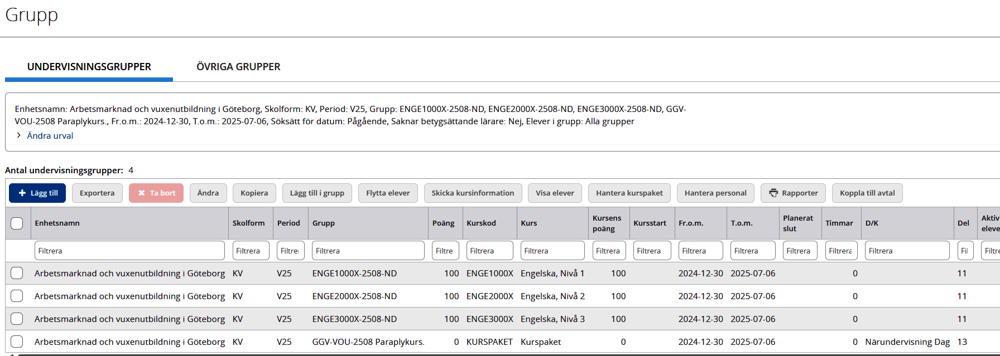 Grupp
UNDERVISNINGSGRUPPER ÖVRIGA GRUPPER
Enhetsnamn: Arbetsmarknad och vuxenutbildning i Göteborg, Skolform: KV, Period: V25, Grupp: ENGE1000X-2508-ND, ENGE2000X-2508-ND, ENGE3000X-2508-ND, GGV-
VOU-2508 Paraplykurs., Fr.o.m.: 2024-12-30, T.o.m.: 2025-07-06, Söksätt för datum: Pågående, Saknar betygsättande lärare: Nej, Elever i grupp: Alla grupper
Ändra urval
Antal undervisningsgrupper: 4
Lägg till Exportera Ta bort Ändra Kopiera Lägg till i grupp Flytta elever Skicka kursinformation Visa elever Hantera kurspaket Hantera personal Rapporter Koppla till avtal
Enhetsnamn Skolform Period Grupp Poäng Kurskod Kurs Kursens poäng Kursstart Fr.o.m. T.o.m. Planerat slut Timmar D/K Del Aktiv eleve
Filtrera Filtrera Filtrer Filtrera Filtre Filtrera Filtrera Filtrera Filtrera Filtrera Filtrera Filtrera Filtrera Filtrera Fil Filtre
Arbetsmarknad och vuxenutbildning i Göteborg KV V25 ENGE1000X-2508-ND 100 ENGE1000X Engelska, Nivå 1 100 2024-12-30 2025-07-06 0 11
Arbetsmarknad och vuxenutbildning i Göteborg KV V25 ENGE2000X-2508-ND 100 ENGE2000X Engelska, Nivå 2 100 2024-12-30 2025-07-06 0 11
Arbetsmarknad och vuxenutbildning i Göteborg KV V25 ENGE3000X-2508-ND 100 ENGE3000X Engelska, Nivå 3 100 2024-12-30 2025-07-06 0 11
Arbetsmarknad och vuxenutbildning i Göteborg KV V25 GGV-VOU-2508 Paraplykurs. 0 KURSPAKET Kurspaket 0 2024-12-30 2025-07-06 0 Närundervisning Dag 13